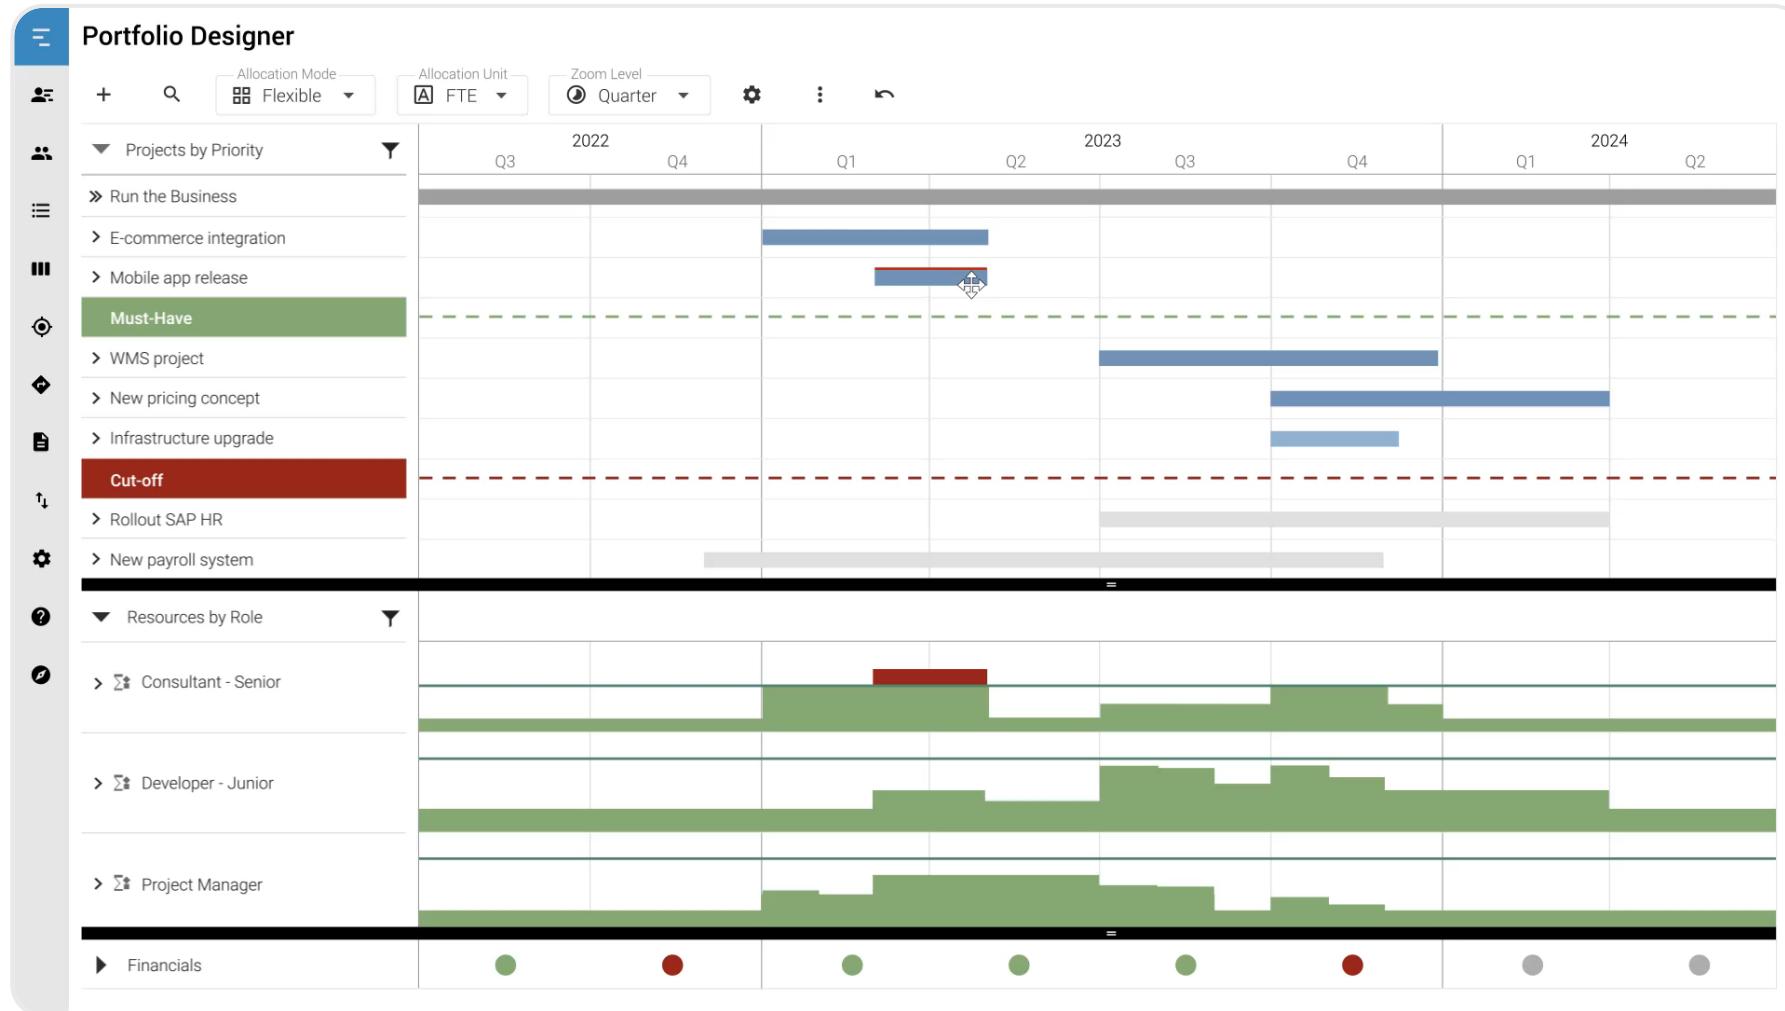 Portfolio Designer
Allocation Mode
Flexible
Allocation Unit
A FTE
Zoom Level
Quarter
Projects by Priority
2022
2023
2024
Q3
Q4
Q1
Q2
Q3
Q4
Q1
Q2
Run the Business
E-commerce integration
Mobile app release
Must-Have
WMS project
New pricing concept
Infrastructure upgrade
Cut-off
Rollout SAP HR
New payroll system
Resources by Role
Consultant - Senior
Developer - Junior
Project Manager
Financials